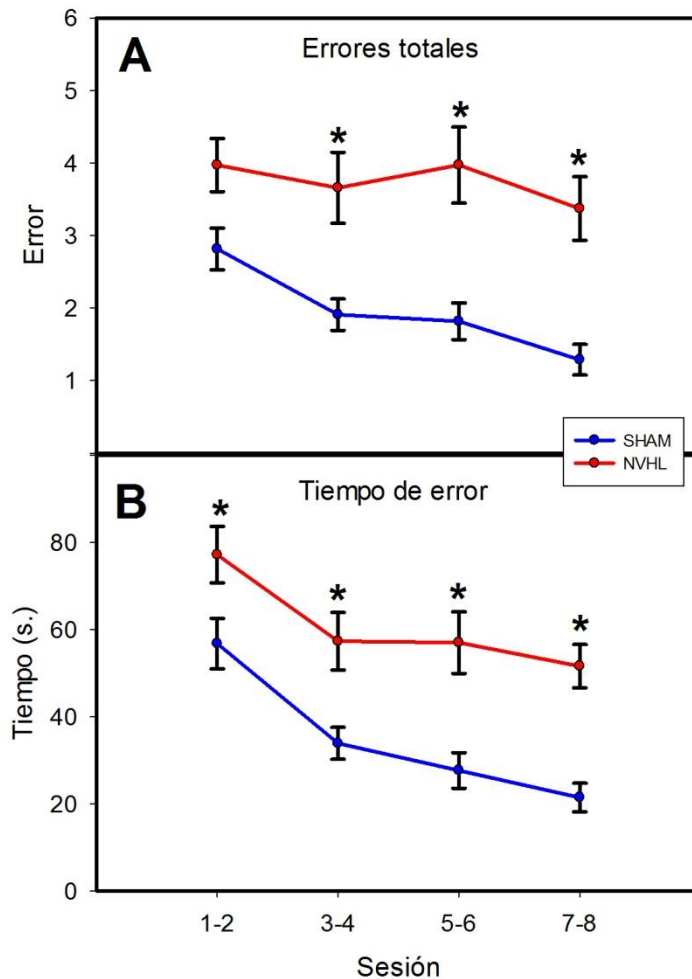 A
Errores totales
6
5
4
3
2
1
Error
*
*
*
SHAM
NVHL
B
Tiempo de error
80
60
40
20
0
Tiempo (s.)
*
*
*
*
1-2
3-4
5-6
7-8
Sesión